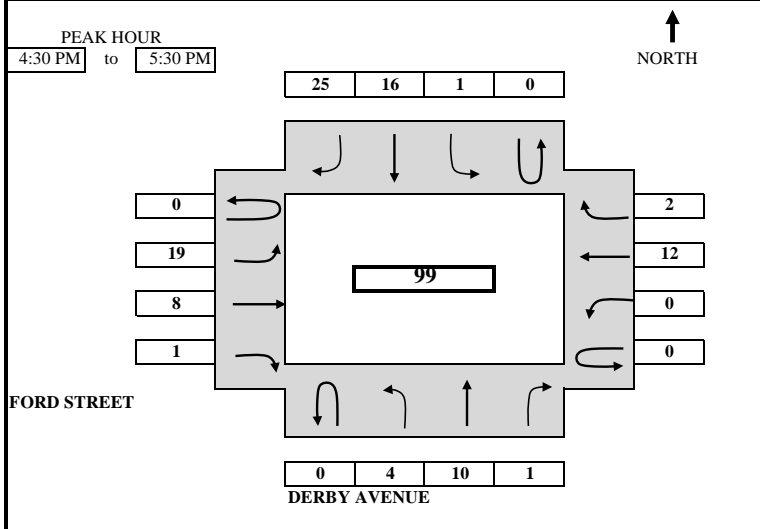 PEAK HOUR
4:30 PM to 5:30 PM
NORTH
25 16 1 0
0 2
19 12
99
8 0
1 0
FORD STREET
0 4 10 1
DERBY AVENUE